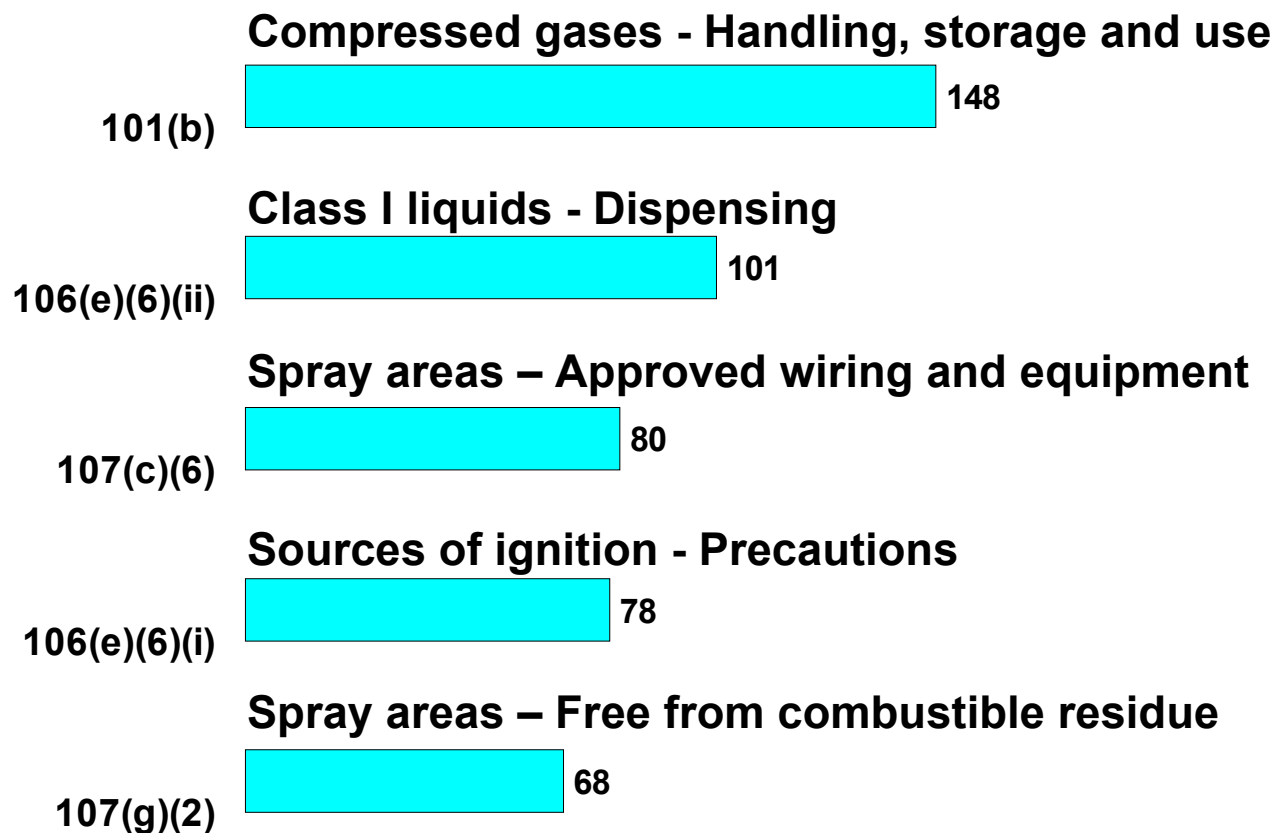 Compressed gases - Handling, storage and use
148
101(b)
Class I liquids - Dispensing
101
106(e)(6)(ii)
Spray areas – Approved wiring and equipment
80
107(c)(6)
Sources of ignition - Precautions
78
106(e)(6)(i)
Spray areas – Free from combustible residue
68
107(g)(2)